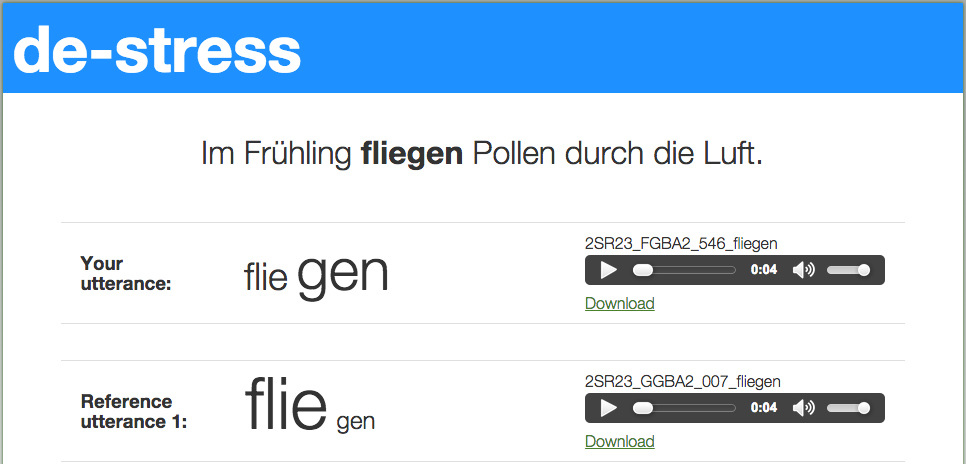 de-stress
Im Frühling fliegen Pollen durch die Luft.
2SR23_FGBA2_546_fliegen
Your
utterance:
flie gen
0:04
Download
2SR23_GGBA2_007_fliegen
Reference
utterance 1:
flie gen
0:04
Download